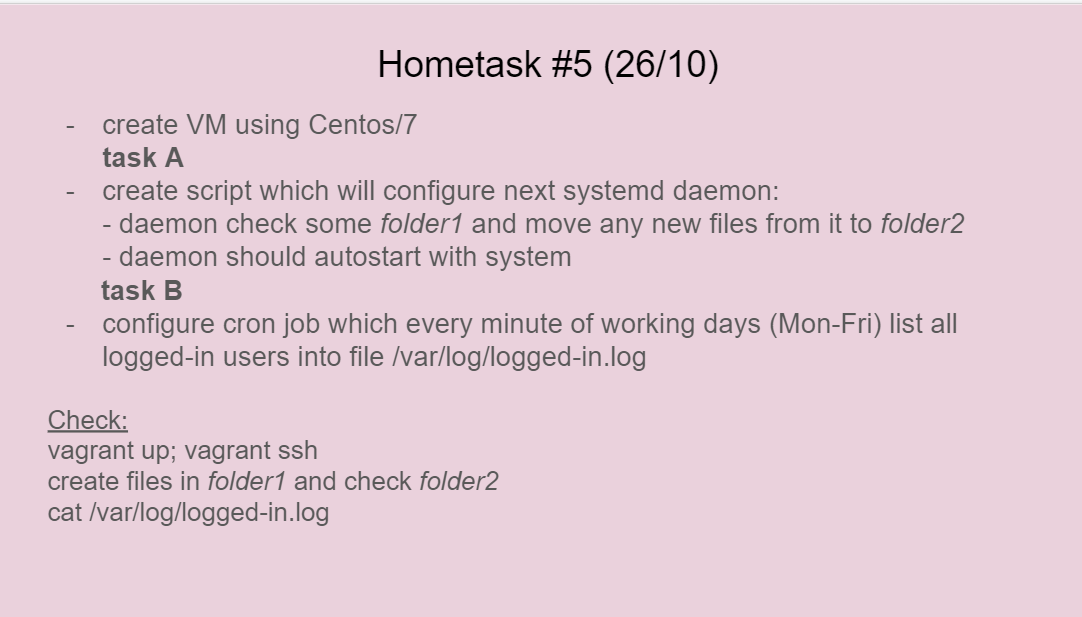 Hometask #5 (26/10)
- create VM using Centos/7
task A
- create script which will configure next systemd daemon:
- daemon check some folder1 and move any new files from it to folder2
- daemon should autostart with system
task B
- configure cron job which every minute of working days (Mon-Fri) list all
logged-in users into file /var/log/logged-in.log
Check:
vagrant up; vagrant ssh
create files in folder1 and check folder2
cat /var/log/logged-in.log